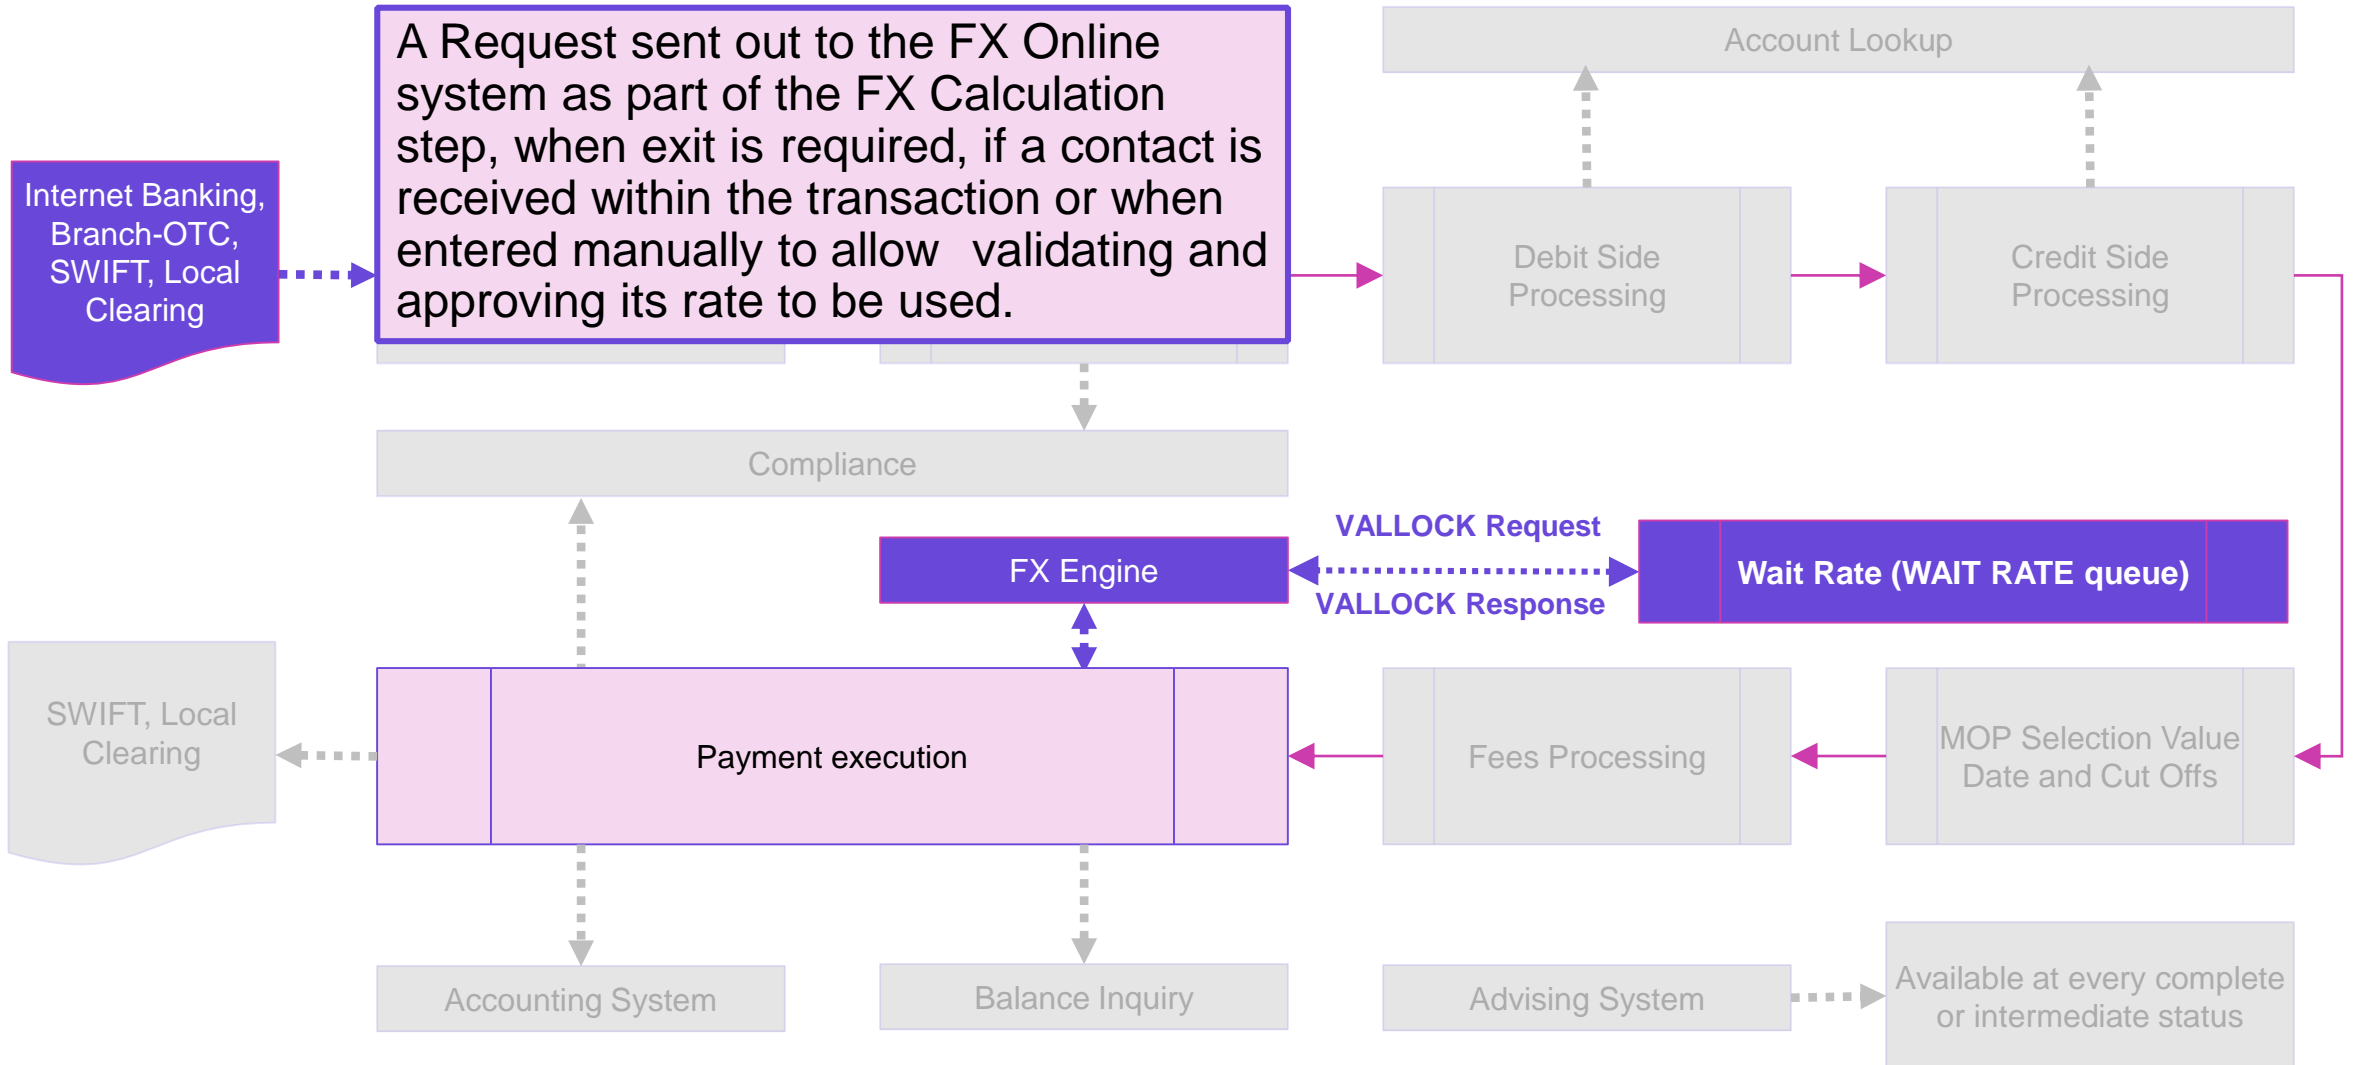 A Request sent out to the FX Online
system as part of the FX Calculation
step, when exit is required, if a contact is
received within the transaction or when
entered manually to allow validating and
approving its rate to be used.
Account Lookup
Internet Banking,
Branch-OTC,
SWIFT, Local
Clearing
Debit Side
Processing
Credit Side
Processing
Compliance
VALLOCK Request
FX Engine
Wait Rate (WAIT RATE queue)
VALLOCK Response
SWIFT, Local
Clearing
Payment execution
Fees Processing
MOP Selection Value
Date and Cut Offs
Accounting System
Balance Inquiry
Advising System
Available at every complete
or intermediate status